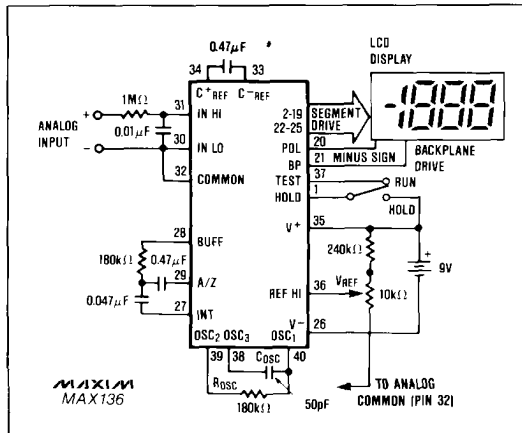 0.47μF
34 33
C+REF C-REF
LCD
DISPLAY
-1888
1MΩ
31 IN HI
ANALOG
INPUT
+
0.01μF
-
30 IN LO
32 COMMON
2-19 SEGMENT
22-25 DRIVE
20
POL MINUS SIGN
BP 21 BACKPLANE
DRIVE
TEST 37 RUN
HOLD 1
HOLD
V+ 35
240kΩ
+
9V
28 BUFF
180kΩ 0.47μF
29 A/Z
0.047μF
27 INT
REF HI 36 VREF
10kΩ
V- 26
OSC2 OSC3 OSC1
39 38 COSC 40
ROSC
180kΩ
50pF
TO ANALOG
COMMON (PIN 32)
MAXIM
MAX136